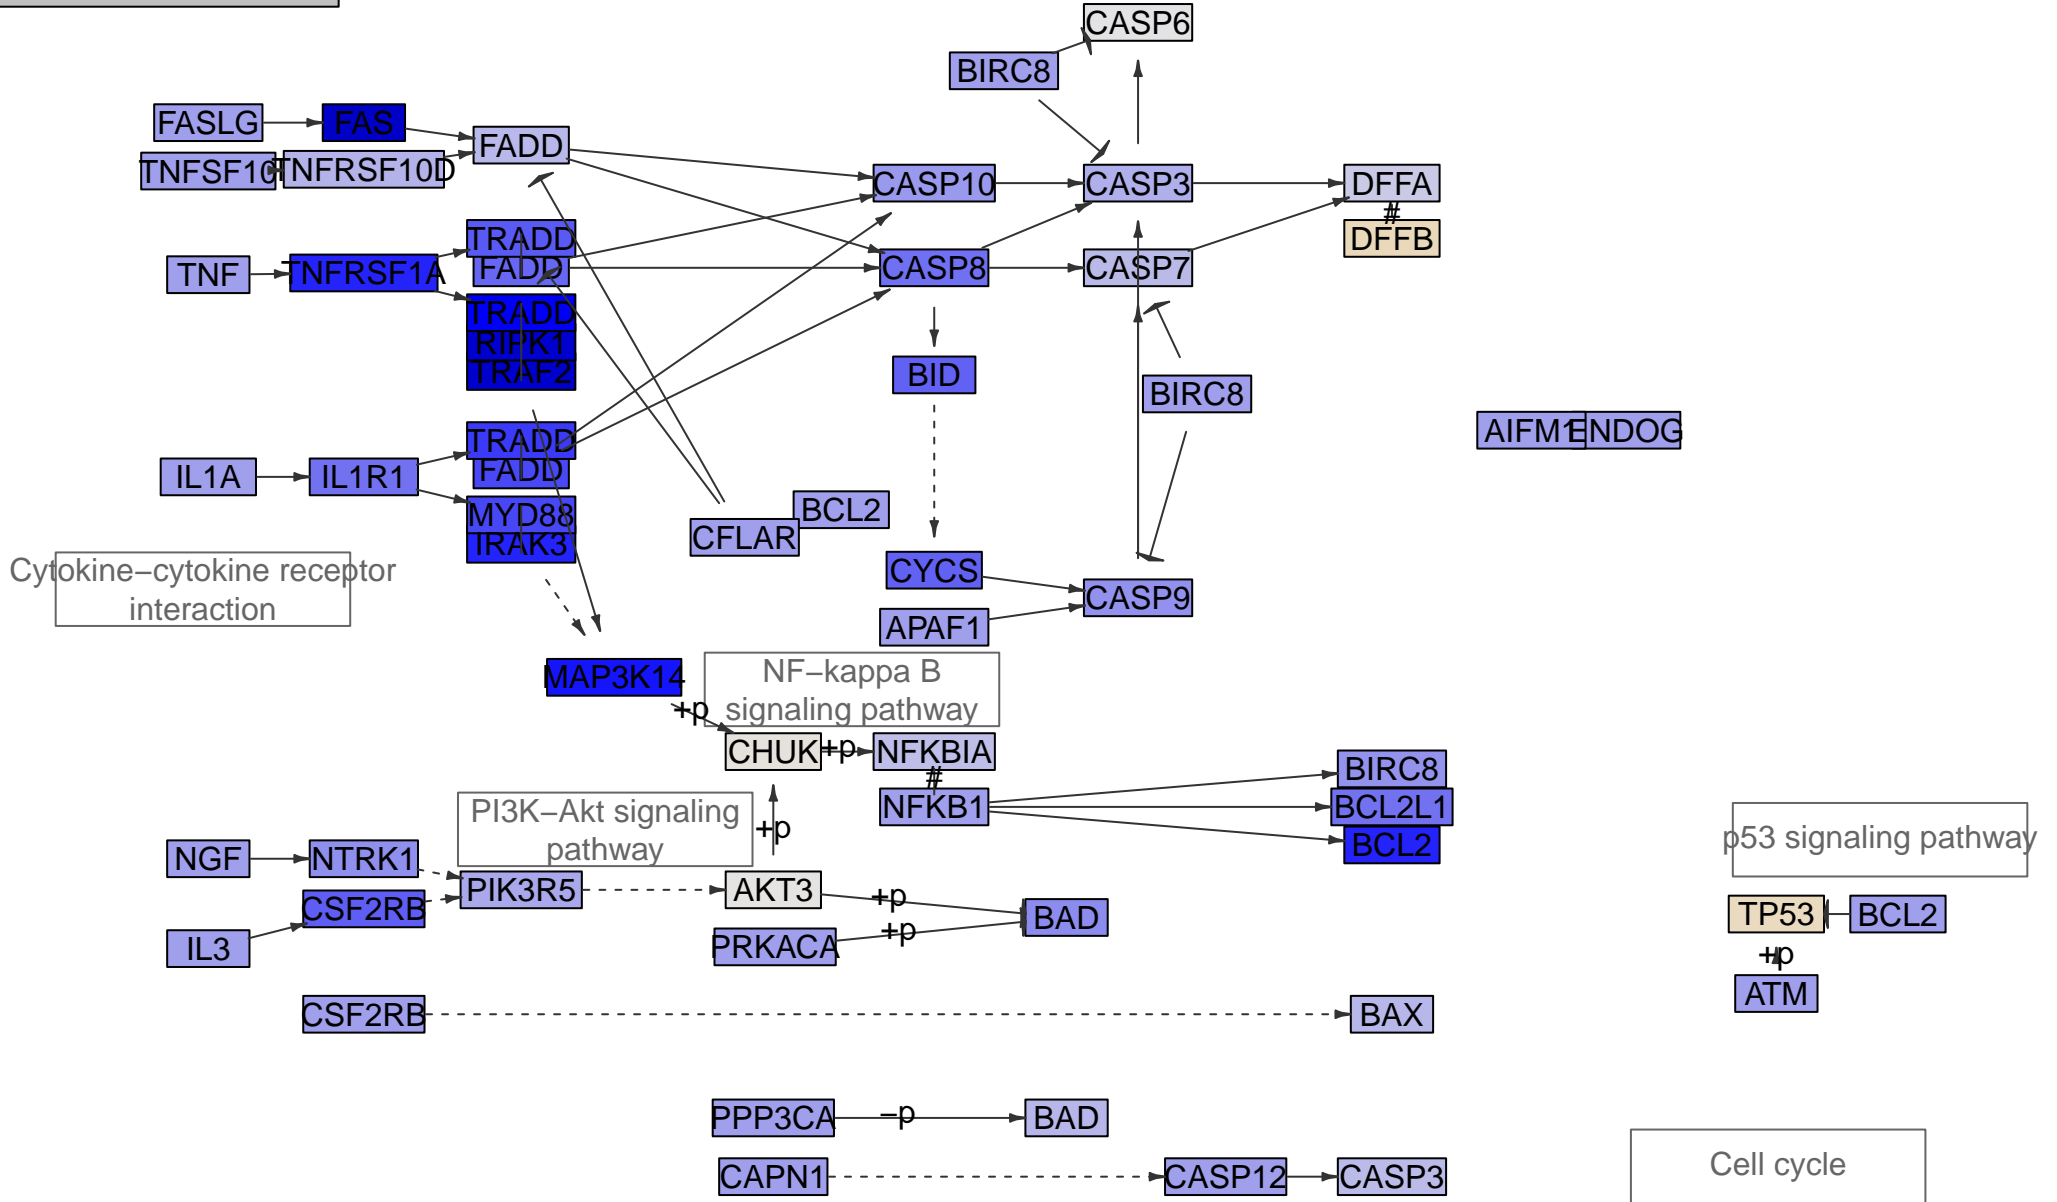 CASP6
BIRC8
FASLG
FAS
FADD
TNFSF10
TNFRSF10D
CASP10
CASP3
DFFA
#
DFFB
TRADD
FADD
TNF
TNFRSF1A
CASP8
CASP7
TRADD
RIPK1
TRAF2
BID
BIRC8
TRADD
FADD
IL1A
IL1R1
AIFM1
ENDOG
MYD88
IRAK3
BCL2
CFLAR
Cytokine−cytokine receptor
interaction
CYCS
CASP9
APAF1
MAP3K14
NF−kappa B
signaling pathway
+p
CHUK
+p
NFKBIA
#
NFKB1
BIRC8
BCL2L1
BCL2
PI3K−Akt signaling
pathway
+p
p53 signaling pathway
NGF
NTRK1
PIK3R5
AKT3
+p
CSF2RB
BAD
TP53
BCL2
IL3
PRKACA
+p
+p
ATM
CSF2RB
BAX
PPP3CA
−p
BAD
CAPN1
CASP12
CASP3
Cell cycle